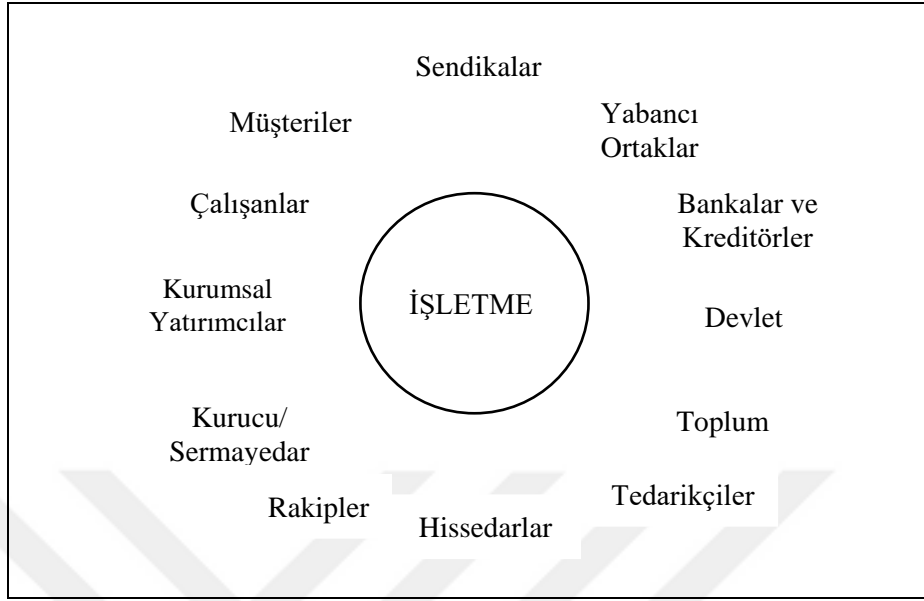 Sendikalar
Müşteriler
Yabancı
Ortaklar
Çalışanlar
Bankalar ve
Kreditörler
Kurumsal
Yatırımcılar
İŞLETME
Devlet
Kurucu/
Sermayedar
Toplum
Rakipler
Tedarikçiler
Hissedarlar